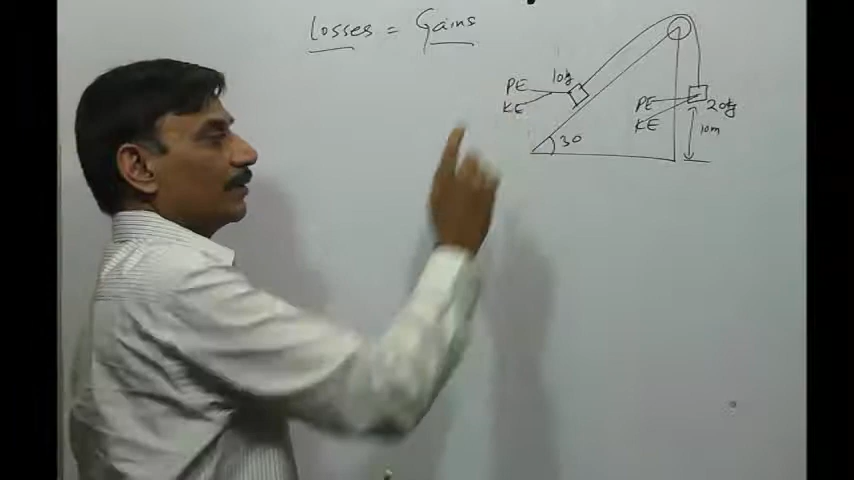 Losses = Gains
10kg
PE
KE
PE
20kg
KE
10m
30